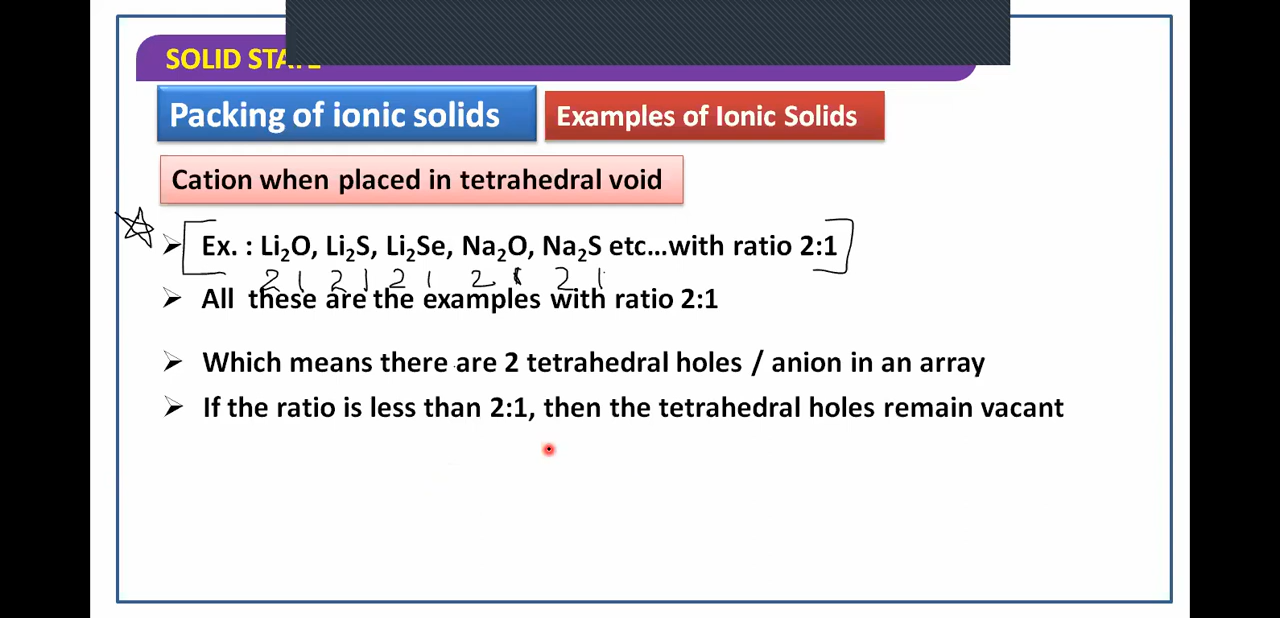 SOLID STATE
Packing of ionic solids
Examples of Ionic Solids
Cation when placed in tetrahedral void
➢ Ex. : Li₂O, Li₂S, Li₂Se, Na₂O, Na₂S etc...with ratio 2:1
2 1 2 1 2 1 2 1 2 1
➢ All these are the examples with ratio 2:1
➢ Which means there are 2 tetrahedral holes / anion in an array
➢ If the ratio is less than 2:1, then the tetrahedral holes remain vacant